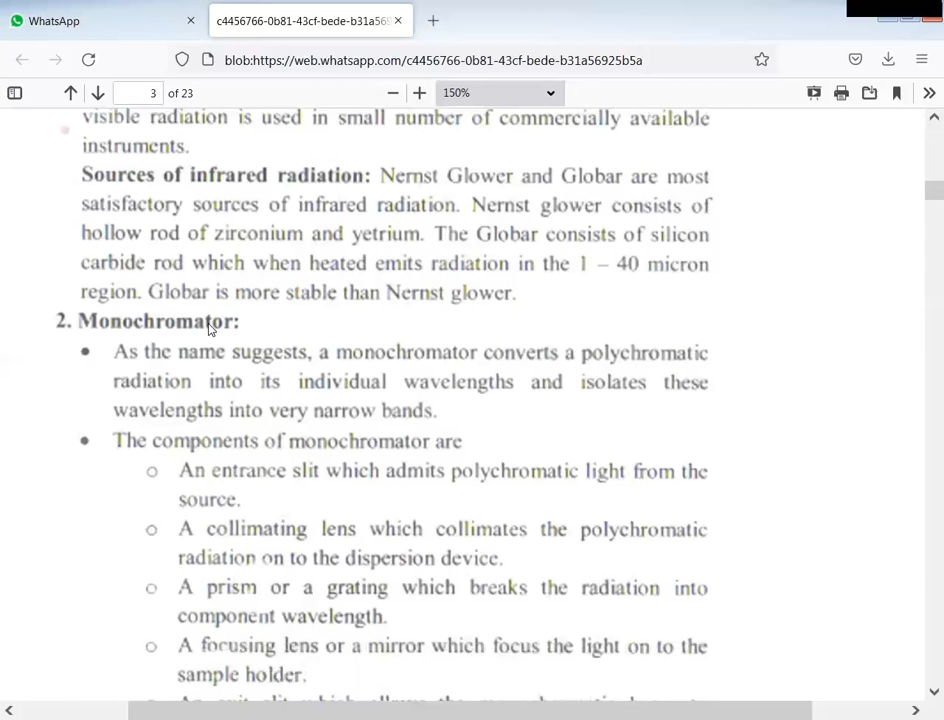 WhatsApp
c4456766-0b81-43cf-bede-b31a569
blob:https://web.whatsapp.com/c4456766-0b81-43cf-bede-b31a56925b5a
3 of 23
150%
visible radiation is used in small number of commercially available
instruments.
Sources of infrared radiation: Nernst Glower and Globar are most
satisfactory sources of infrared radiation. Nernst glower consists of
hollow rod of zirconium and yetrium. The Globar consists of silicon
carbide rod which when heated emits radiation in the 1 – 40 micron
region. Globar is more stable than Nernst glower.
2. Monochromator:
• As the name suggests, a monochromator converts a polychromatic
radiation into its individual wavelengths and isolates these
wavelengths into very narrow bands.
• The components of monochromator are
o An entrance slit which admits polychromatic light from the
source.
o A collimating lens which collimates the polychromatic
radiation on to the dispersion device.
o A prism or a grating which breaks the radiation into
component wavelength.
o A focusing lens or a mirror which focus the light on to the
sample holder.